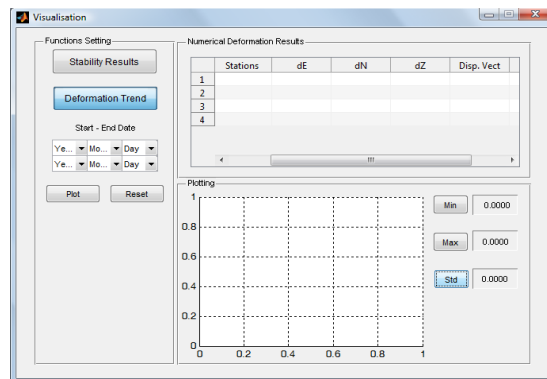 Visualisation
Functions Setting
Stability Results
Deformation Trend
Start - End Date
Ye... Mo... Day
Ye... Mo... Day
Plot Reset
Numerical Deformation Results
Stations dE dN dZ Disp. Vect
1
2
3
4
Plotting
1
0.8
0.6
0.4
0.2
0
0 0.2 0.4 0.6 0.8 1
Min 0.0000
Max 0.0000
Std 0.0000